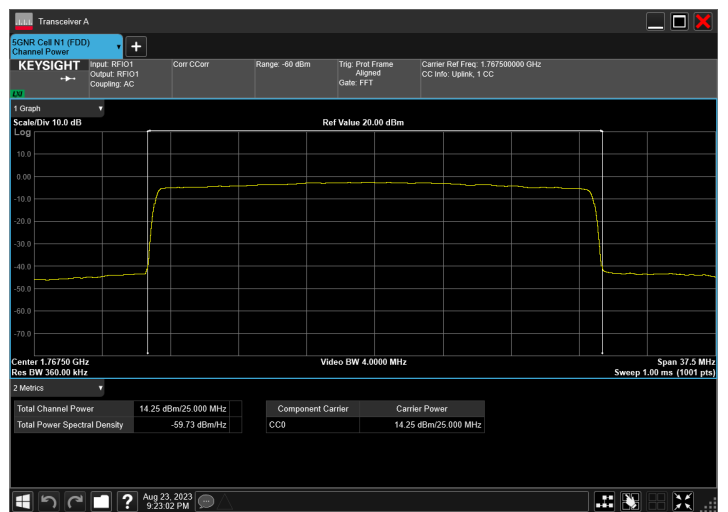 Transceiver A
5GNR Cell N1 (FDD)
Channel Power
KEYSIGHT
LXI
Input: RFIO1
Output: RFIO1
Coupling: AC
Corr CCorr
Range: -60 dBm
Trig: Prot Frame
Aligned
Gate: FFT
Carrier Ref Freq: 1.767500000 GHz
CC Info: Uplink, 1 CC
1 Graph
Scale/Div 10.0 dB
Ref Value 20.00 dBm
Log
10.0
0.00
-10.0
-20.0
-30.0
-40.0
-50.0
-60.0
-70.0
Center 1.76750 GHz
Video BW 4.0000 MHz
Span 37.5 MHz
Res BW 360.00 kHz
Sweep 1.00 ms (1001 pts)
2 Metrics
Total Channel Power 14.25 dBm/25.000 MHz
Total Power Spectral Density -59.73 dBm/Hz
Component Carrier Carrier Power
CC0 14.25 dBm/25.000 MHz
?
Aug 23, 2023
9:23:02 PM